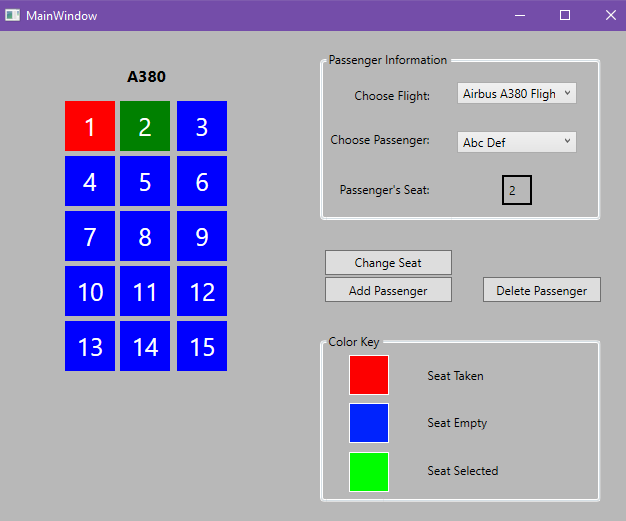 MainWindow
A380
1 2 3
4 5 6
7 8 9
10 11 12
13 14 15
Passenger Information
Choose Flight: Airbus A380 Fligh
Choose Passenger: Abc Def
Passenger's Seat: 2
Change Seat
Add Passenger Delete Passenger
Color Key
Seat Taken
Seat Empty
Seat Selected